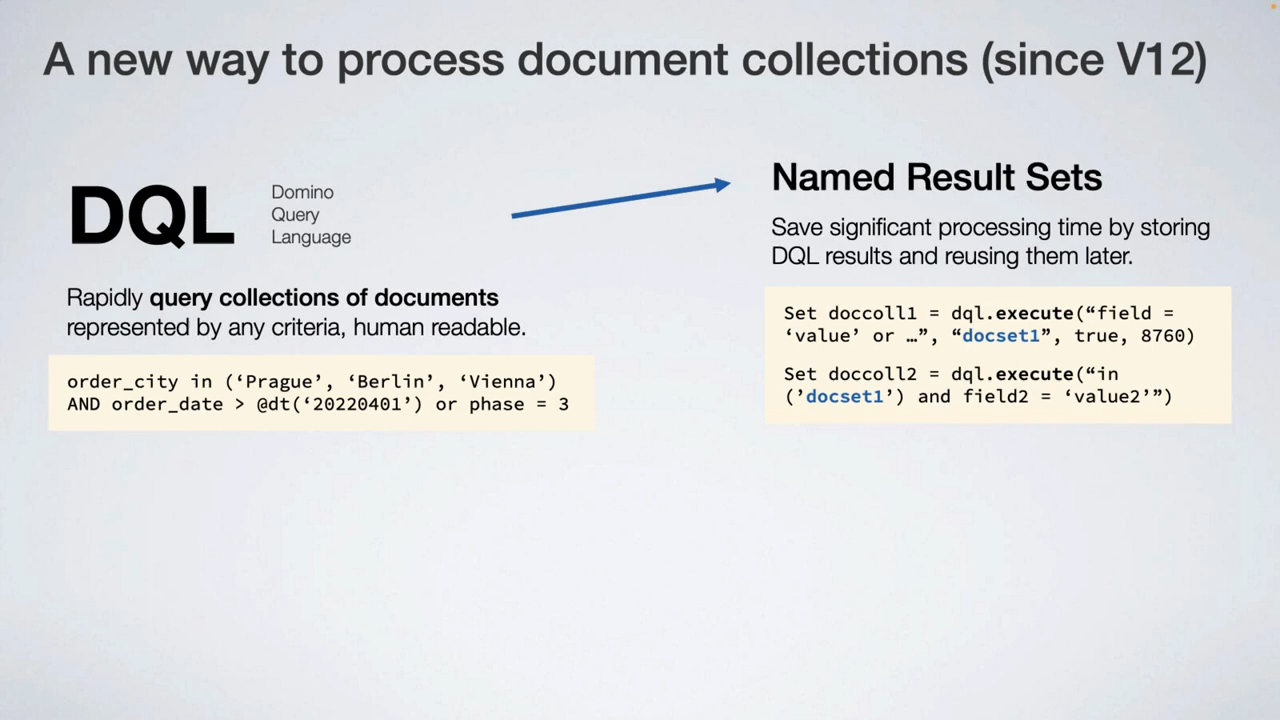 A new way to process document collections (since V12)
DQL
Domino
Query
Language
Rapidly query collections of documents
represented by any criteria, human readable.
order_city in (‘Prague’, ‘Berlin’, ‘Vienna’)
AND order_date > @dt(‘20220401’) or phase = 3
Named Result Sets
Save significant processing time by storing
DQL results and reusing them later.
Set doccoll1 = dql.execute(“field =
‘value’ or …”, “docset1”, true, 8760)
Set doccoll2 = dql.execute(“in
(’docset1’) and field2 = ‘value2’”)